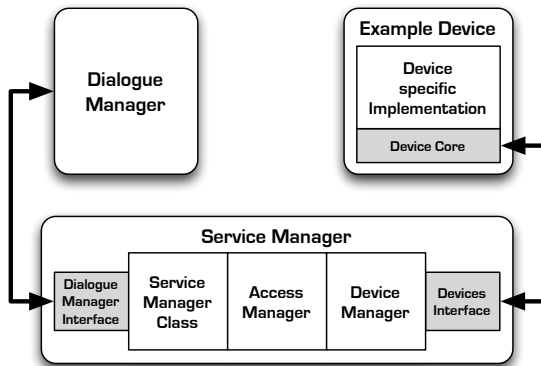 Dialogue
Manager
Example Device
Device
specific
Implementation
Device Core
Service Manager
Dialogue
Manager
Interface
Service
Manager
Class
Access
Manager
Device
Manager
Devices
Interface